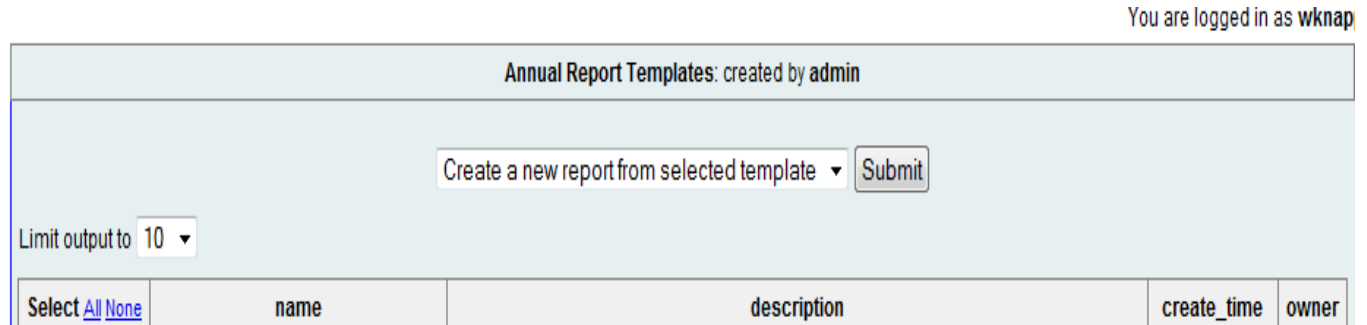 You are logged in as wknap
Annual Report Templates: created by admin
Create a new report from selected template Submit
Limit output to 10
Select All None name description create_time owner